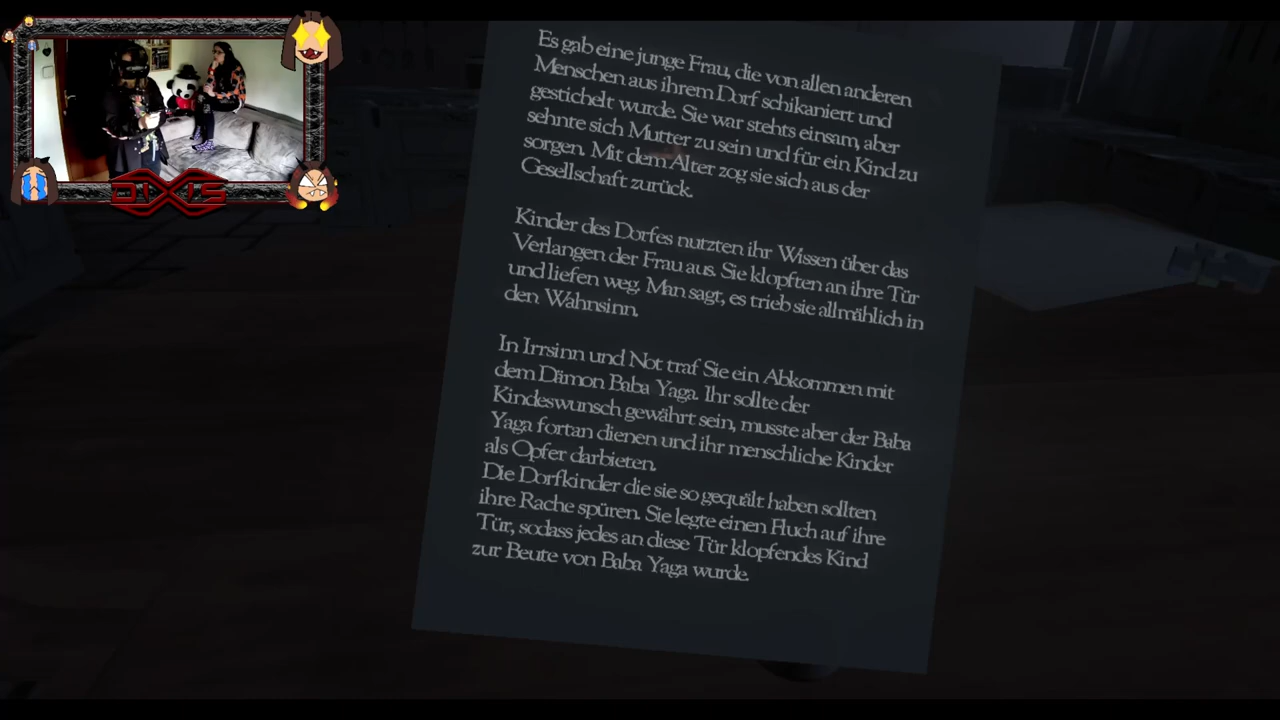 Es gab eine junge Frau, die von allen anderen
Menschen aus ihrem Dorf schikaniert und
gestichelt wurde. Sie war stehts einsam, aber
sehnte sich Mutter zu sein und für ein Kind zu
sorgen. Mit dem Alter zog sie sich aus der
Gesellschaft zurück.
Kinder des Dorfes nutzten ihr Wissen über das
Verlangen der Frau aus. Sie klopften an ihre Tür
und liefen weg. Man sagt, es trieb sie allmählich in
den Wahnsinn.
In Irrsinn und Not traf Sie ein Abkommen mit
dem Dämon Baba Yaga. Ihr sollte der
Kindeswunsch gewährt sein, musste aber der Baba
Yaga fortan dienen und ihr menschliche Kinder
als Opfer darbieten.
Die Dorfkinder die sie so gequält haben sollten
ihre Rache spüren. Sie legte einen Fluch auf ihre
Tür, sodass jedes an diese Tür klopfendes Kind
zur Beute von Baba Yaga wurde.
DIXIS